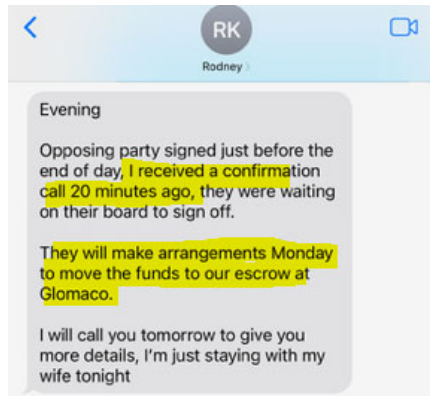 RK
Rodney
Evening
Opposing party signed just before the
end of day, I received a confirmation
call 20 minutes ago, they were waiting
on their board to sign off.
They will make arrangements Monday
to move the funds to our escrow at
Glomaco.
I will call you tomorrow to give you
more details, I'm just staying with my
wife tonight